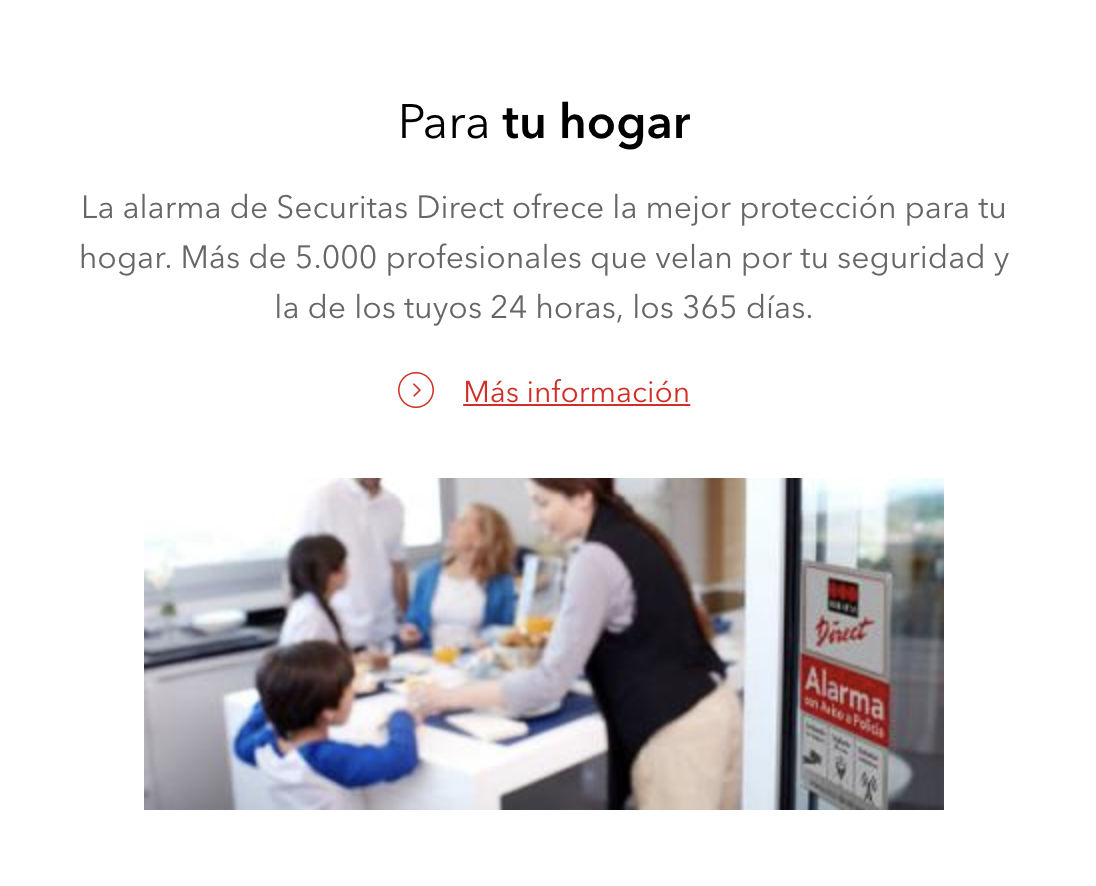 Para tu hogar
La alarma de Securitas Direct ofrece la mejor protección para tu
hogar. Más de 5.000 profesionales que velan por tu seguridad y
la de los tuyos 24 horas, los 365 días.
Más información
Direct
Alarma
con Aviso a Policía